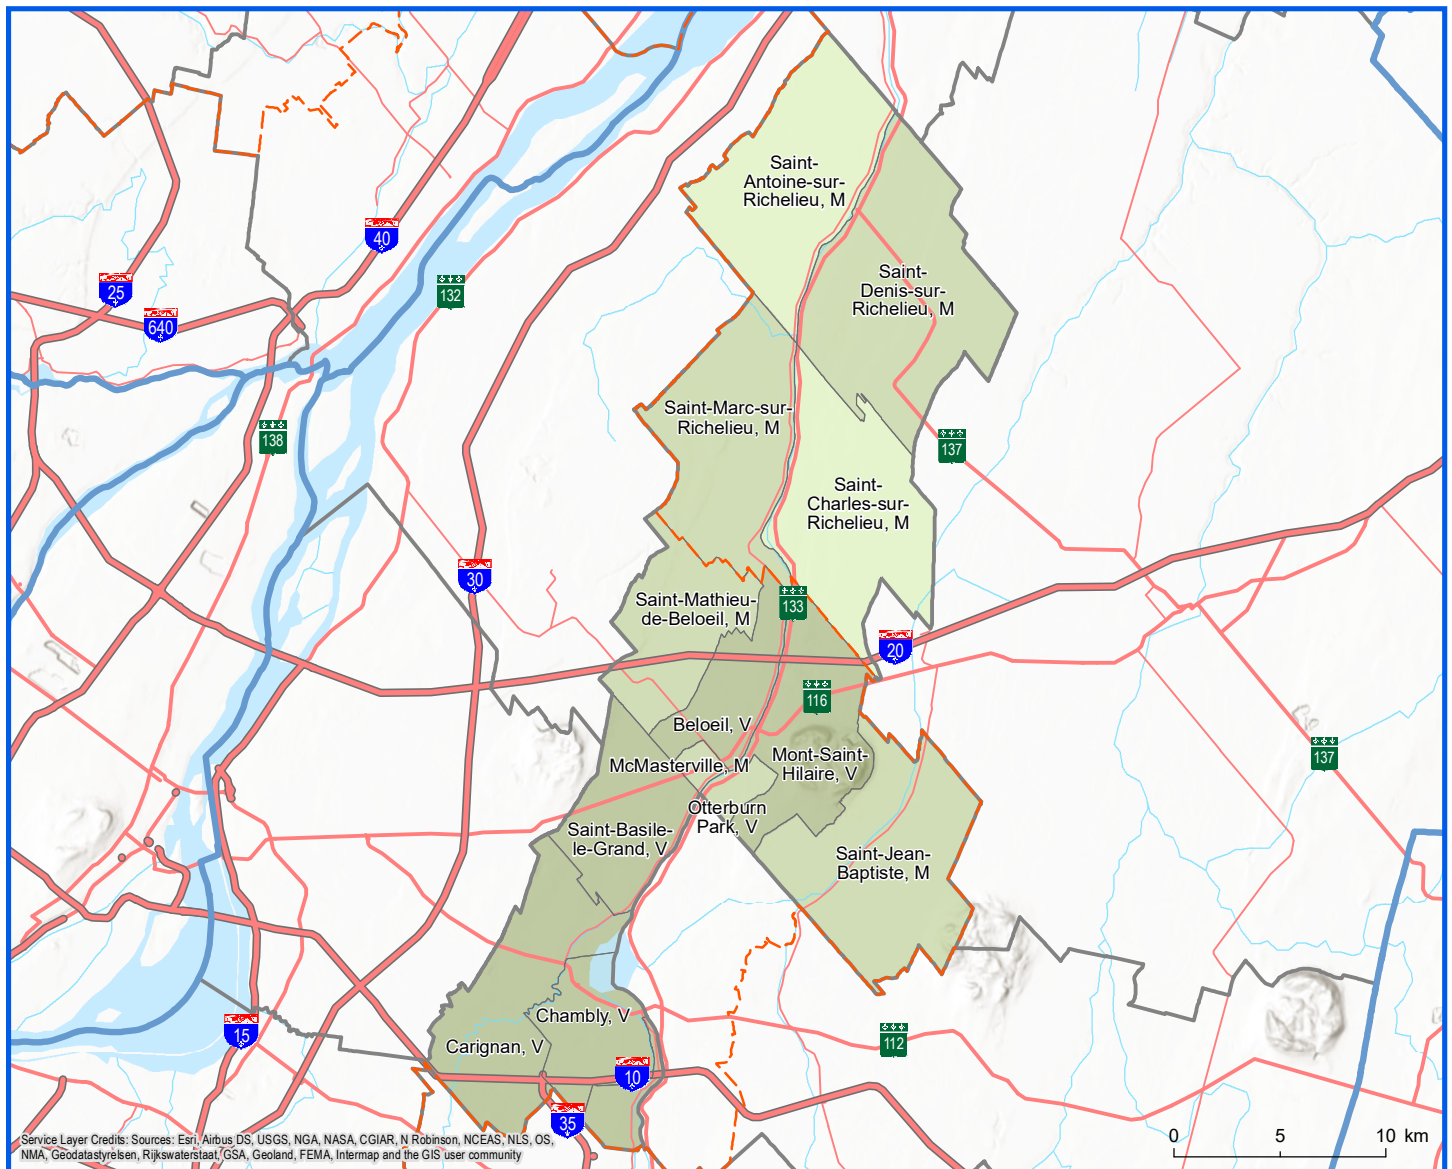 Saint-
Antoine-sur-
Richelieu, M
40
Saint-
Denis-sur-
Richelieu, M
25
132
640
Saint-Marc-sur-
Richelieu, M
138
137
Saint-
Charles-sur-
Richelieu, M
30
Saint-Mathieu-
de-Beloeil, M
133
20
116
Beloeil, V
McMasterville, M
Mont-Saint-
Hilaire, V
137
Otterburn
Park, V
Saint-Basile-
le-Grand, V
Saint-Jean-
Baptiste, M
Chambly, V
15
112
Carignan, V
10
35
Service Layer Credits: Sources: Esri, Airbus DS, USGS, NGA, NASA, CGIAR, N Robinson, NCEAS, NLS, OS,
NMA, Geodatastyrelsen, Rijkswaterstaat, GSA, Geoland, FEMA, Intermap and the GIS user community
0 5 10 km